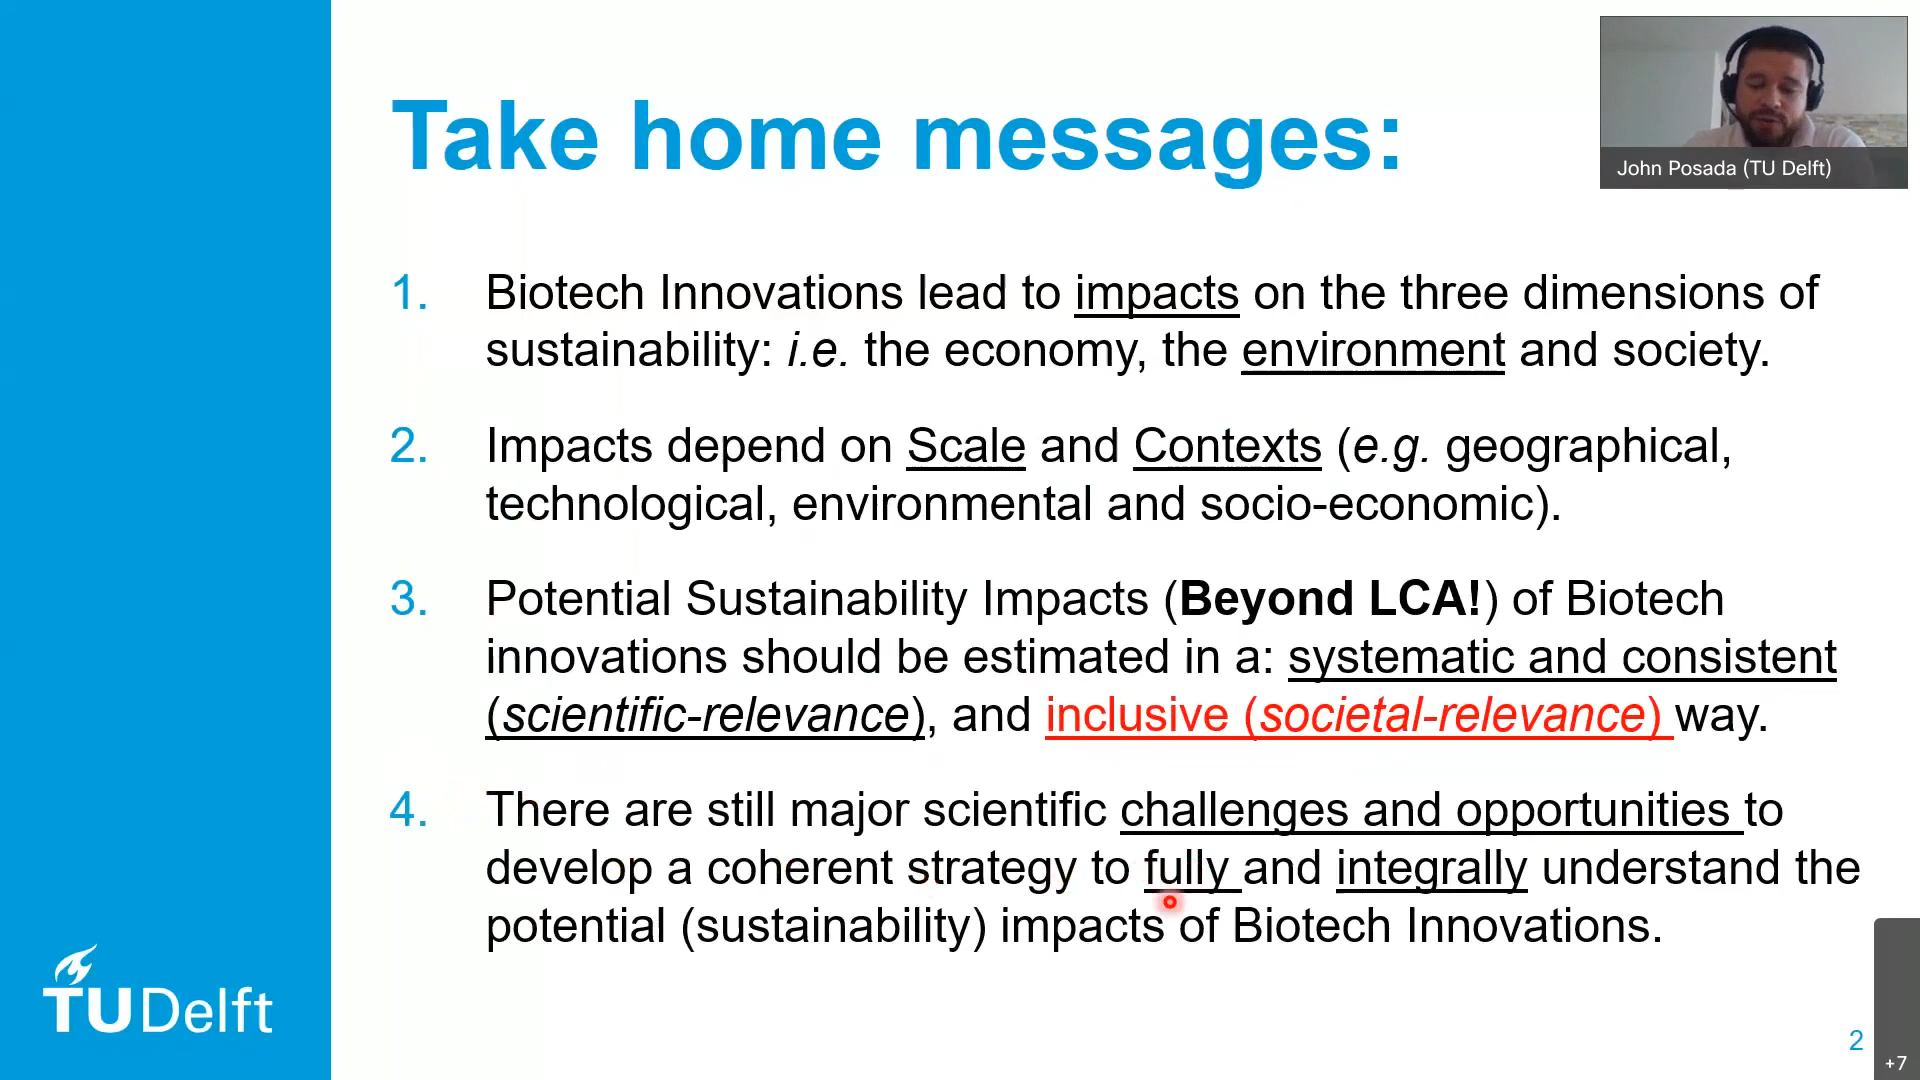 Take home messages:
John Posada (TU Delft)
1. Biotech Innovations lead to impacts on the three dimensions of
sustainability: i.e. the economy, the environment and society.
2. Impacts depend on Scale and Contexts (e.g. geographical,
technological, environmental and socio-economic).
3. Potential Sustainability Impacts (Beyond LCA!) of Biotech
innovations should be estimated in a: systematic and consistent
(scientific-relevance), and inclusive (societal-relevance) way.
4. There are still major scientific challenges and opportunities to
develop a coherent strategy to fully and integrally understand the
potential (sustainability) impacts of Biotech Innovations.
TU Delft
2
+7